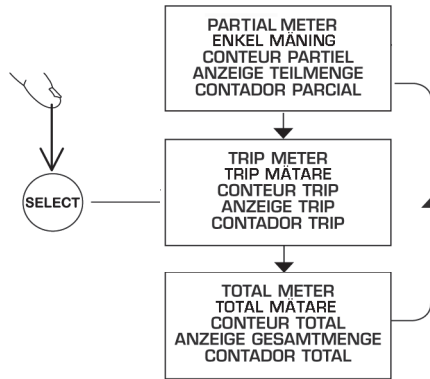 PARTIAL METER
ENKEL MÄNING
CONTEUR PARTIEL
ANZEIGE TEILMENGE
CONTADOR PARCIAL
SELECT
TRIP METER
TRIP MÄTARE
CONTEUR TRIP
ANZEIGE TRIP
CONTADOR TRIP
TOTAL METER
TOTAL MÄTARE
CONTEUR TOTAL
ANZEIGE GESAMTMENGE
CONTADOR TOTAL